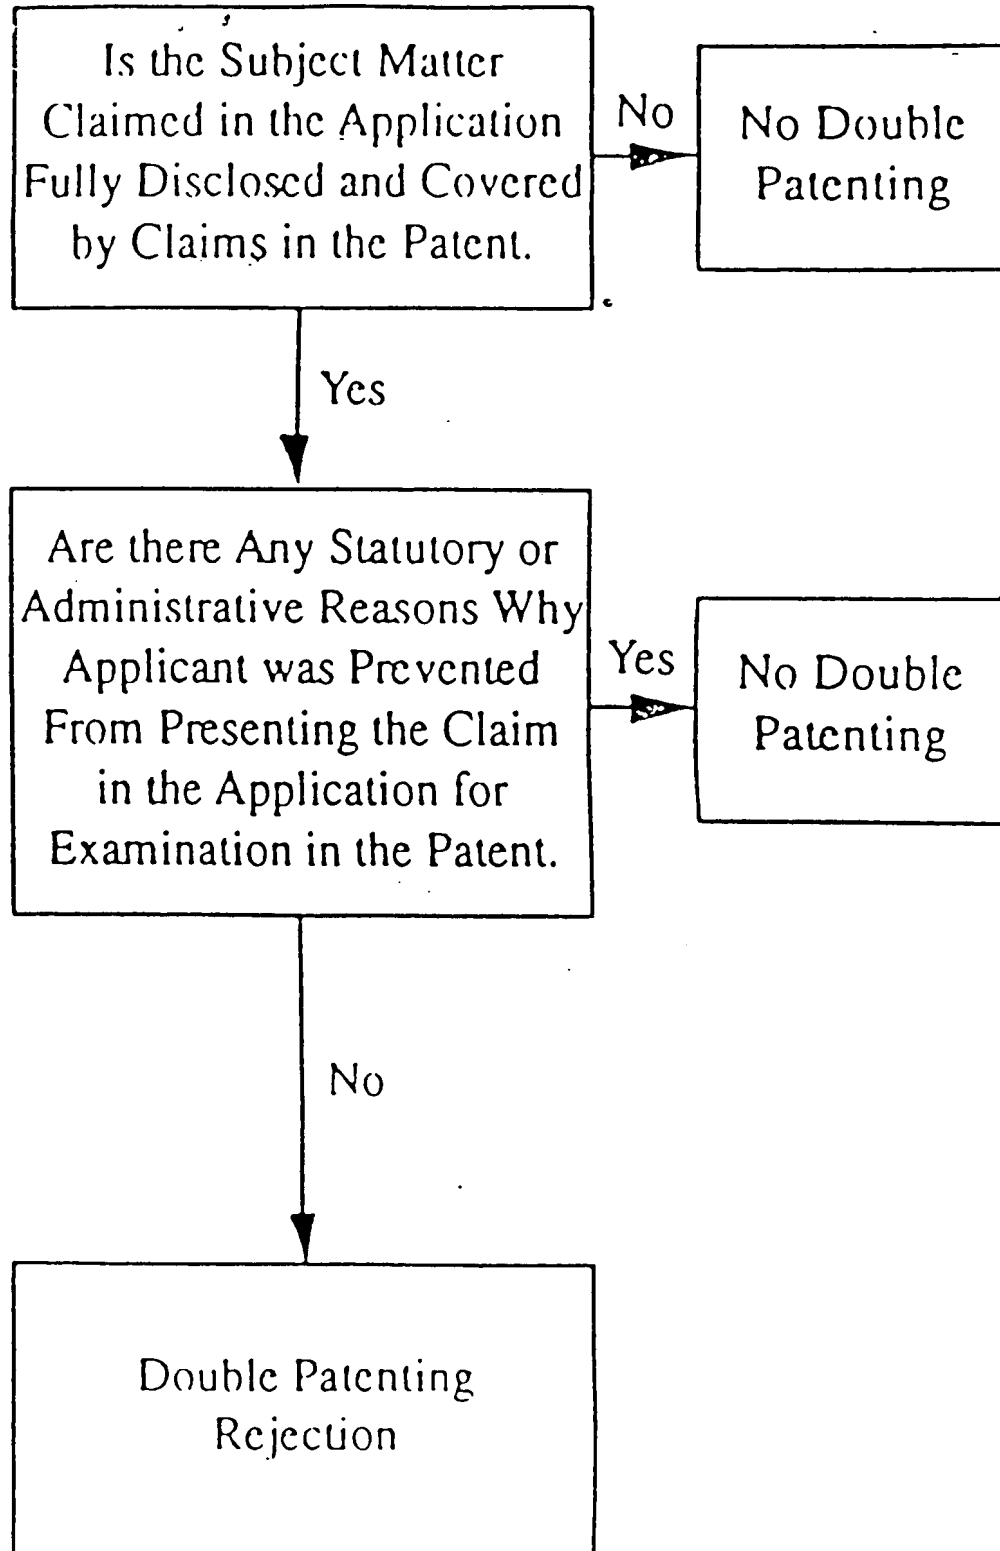 Is the Subject Matter
Claimed in the Application
Fully Disclosed and Covered
by Claims in the Patent.
No
No Double
Patenting
Yes
Are there Any Statutory or
Administrative Reasons Why
Applicant was Prevented
From Presenting the Claim
in the Application for
Examination in the Patent.
Yes
No Double
Patenting
No
Double Patenting
Rejection